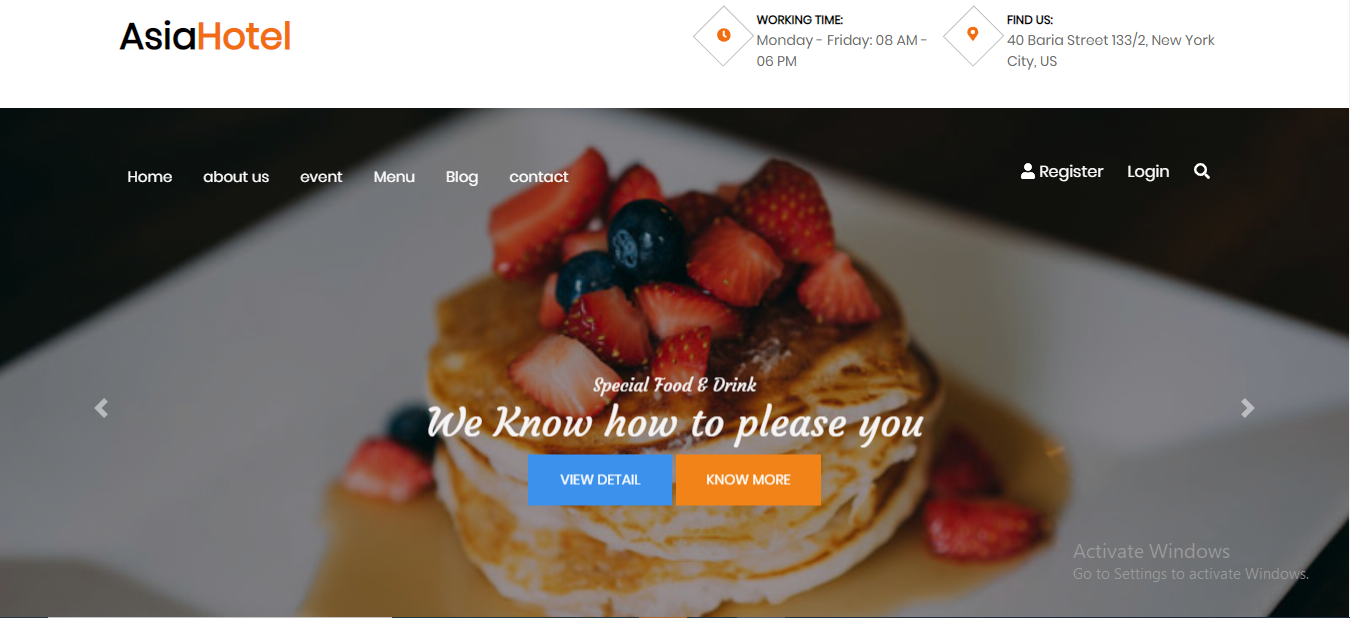 AsiaHotel
WORKING TIME:
Monday - Friday: 08 AM -
06 PM
FIND US:
40 Baria Street 133/2, New York
City, US
Home about us event Menu Blog contact
Register Login
Special Food & Drink
We Know how to please you
VIEW DETAIL KNOW MORE
Activate Windows
Go to Settings to activate Windows.